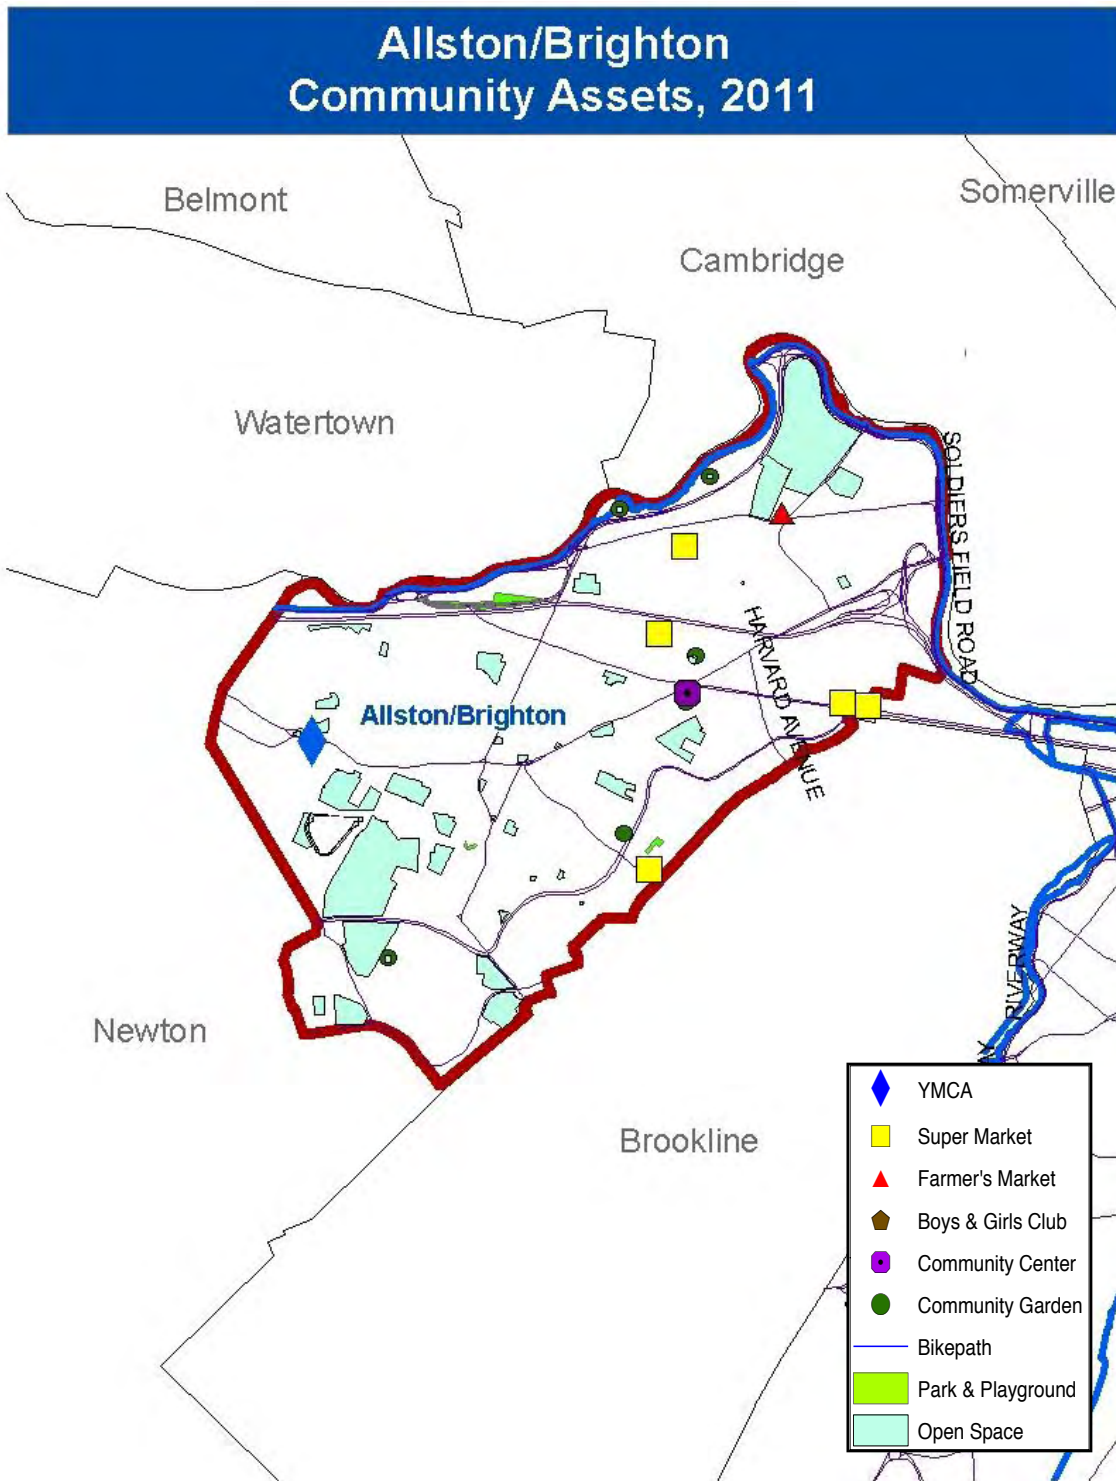 Allston/Brighton
Community Assets, 2011
Belmont
Somerville
Cambridge
Watertown
SOLDIERS FIELD ROAD
HARVARD AVENUE
Allston/Brighton
RIVERWAY
Newton
AY
Brookline
YMCA
Super Market
Farmer's Market
Boys & Girls Club
Community Center
Community Garden
Bikepath
Park & Playground
Open Space